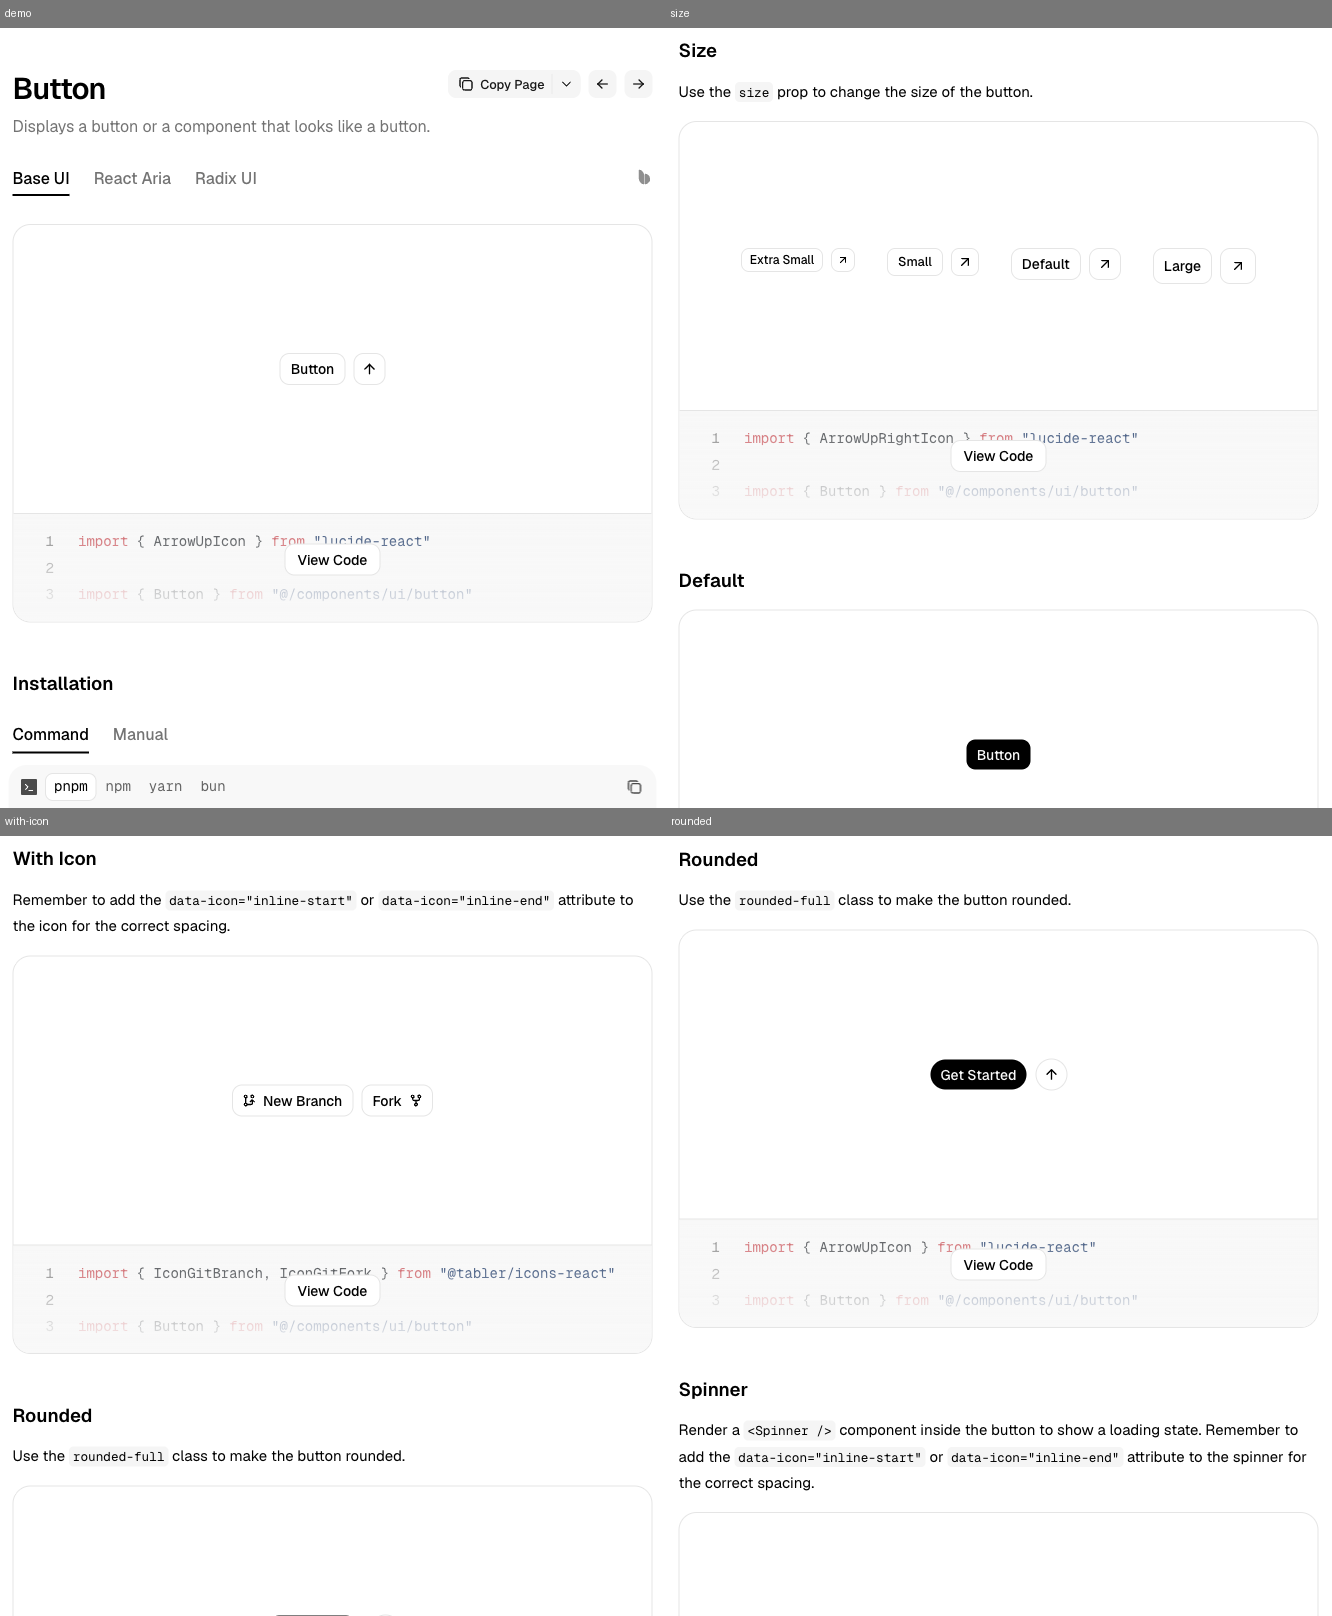 demo
Button
Copy Page
Displays a button or a component that looks like a button.
Base UI React Aria Radix UI
Button
1 import { ArrowUpIcon } from "lucide-react"
View Code
2
3 import { Button } from "@/components/ui/button"
Installation
Command Manual
pnpm npm yarn bun
size
Size
Use the size prop to change the size of the button.
Extra Small Small Default Large
1 import { ArrowUpRightIcon } from "lucide-react"
View Code
2
3 import { Button } from "@/components/ui/button"
Default
Button
with-icon
With Icon
Remember to add the data-icon="inline-start" or data-icon="inline-end" attribute to
the icon for the correct spacing.
New Branch Fork
1 import { IconGitBranch, IconGitFork } from "@tabler/icons-react"
View Code
2
3 import { Button } from "@/components/ui/button"
Rounded
Use the rounded-full class to make the button rounded.
rounded
Rounded
Use the rounded-full class to make the button rounded.
Get Started
1 import { ArrowUpIcon } from "lucide-react"
View Code
2
3 import { Button } from "@/components/ui/button"
Spinner
Render a <Spinner /> component inside the button to show a loading state. Remember to
add the data-icon="inline-start" or data-icon="inline-end" attribute to the spinner for
the correct spacing.